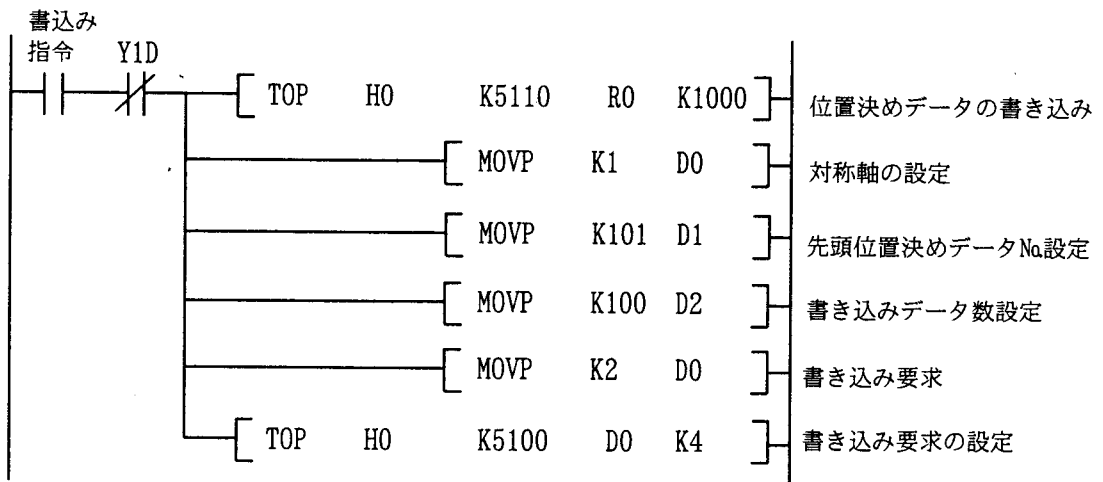 書込み
指令 Y1D
TOP H0 K5110 R0 K1000 位置決めデータの書き込み
MOVP K1 D0 対称軸の設定
MOVP K101 D1 先頭位置決めデータ№設定
MOVP K100 D2 書き込みデータ数設定
MOVP K2 D0 書き込み要求
TOP H0 K5100 D0 K4 書き込み要求の設定